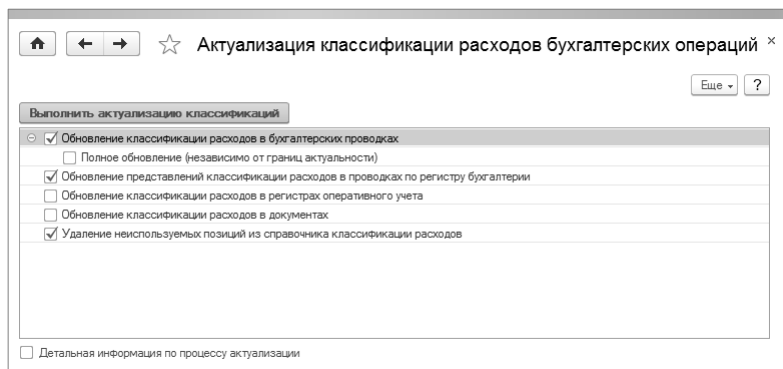 Актуализация классификации расходов бухгалтерских операций ×
Еще ?
Выполнить актуализацию классификаций
Обновление классификации расходов в бухгалтерских проводках
Полное обновление (независимо от границ актуальности)
Обновление представлений классификации расходов в проводках по регистру бухгалтерии
Обновление классификации расходов в регистрах оперативного учета
Обновление классификации расходов в документах
Удаление неиспользуемых позиций из справочника классификации расходов
Детальная информация по процессу актуализации